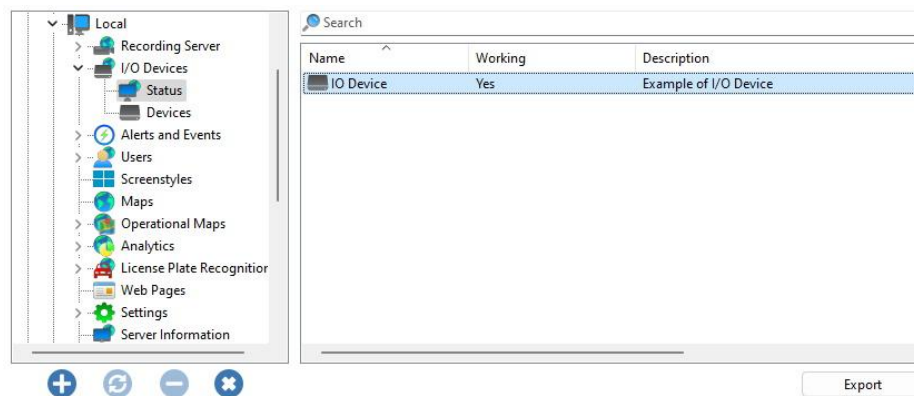 Local
Recording Server
I/O Devices
Status
Devices
Alerts and Events
Users
Screenstyles
Maps
Operational Maps
Analytics
License Plate Recognition
Web Pages
Settings
Server Information
Search
Name Working Description
IO Device Yes Example of I/O Device
Export